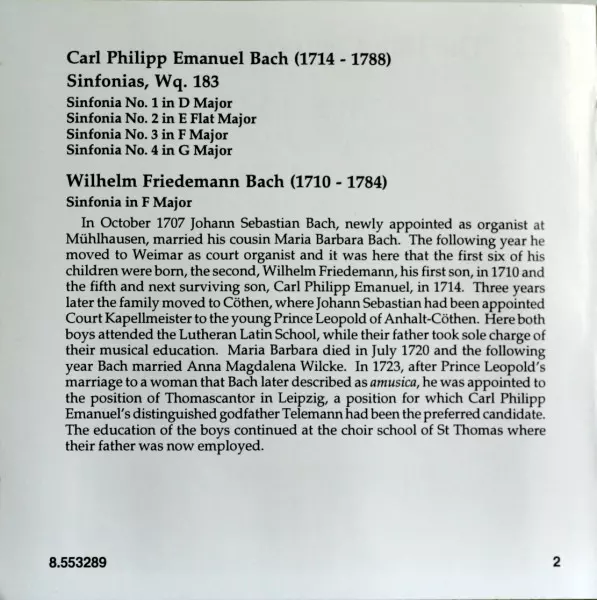 Carl Philipp Emanuel Bach (1714 - 1788)
Sinfonias, Wq. 183
Sinfonia No. 1 in D Major
Sinfonia No. 2 in E Flat Major
Sinfonia No. 3 in F Major
Sinfonia No. 4 in G Major
Wilhelm Friedemann Bach (1710 - 1784)
Sinfonia in F Major
In October 1707 Johann Sebastian Bach, newly appointed as organist at
Mühlhausen, married his cousin Maria Barbara Bach. The following year he
moved to Weimar as court organist and it was here that the first six of his
children were born, the second, Wilhelm Friedemann, his first son, in 1710 and
the fifth and next surviving son, Carl Philipp Emanuel, in 1714. Three years
later the family moved to Cöthen, where Johann Sebastian had been appointed
Court Kapellmeister to the young Prince Leopold of Anhalt-Cöthen. Here both
boys attended the Lutheran Latin School, while their father took sole charge of
their musical education. Maria Barbara died in July 1720 and the following
year Bach married Anna Magdalena Wilcke. In 1723, after Prince Leopold's
marriage to a woman that Bach later described as amusica, he was appointed to
the position of Thomascantor in Leipzig, a position for which Carl Philipp
Emanuel's distinguished godfather Telemann had been the preferred candidate.
The education of the boys continued at the choir school of St Thomas where
their father was now employed.
8.553289
2